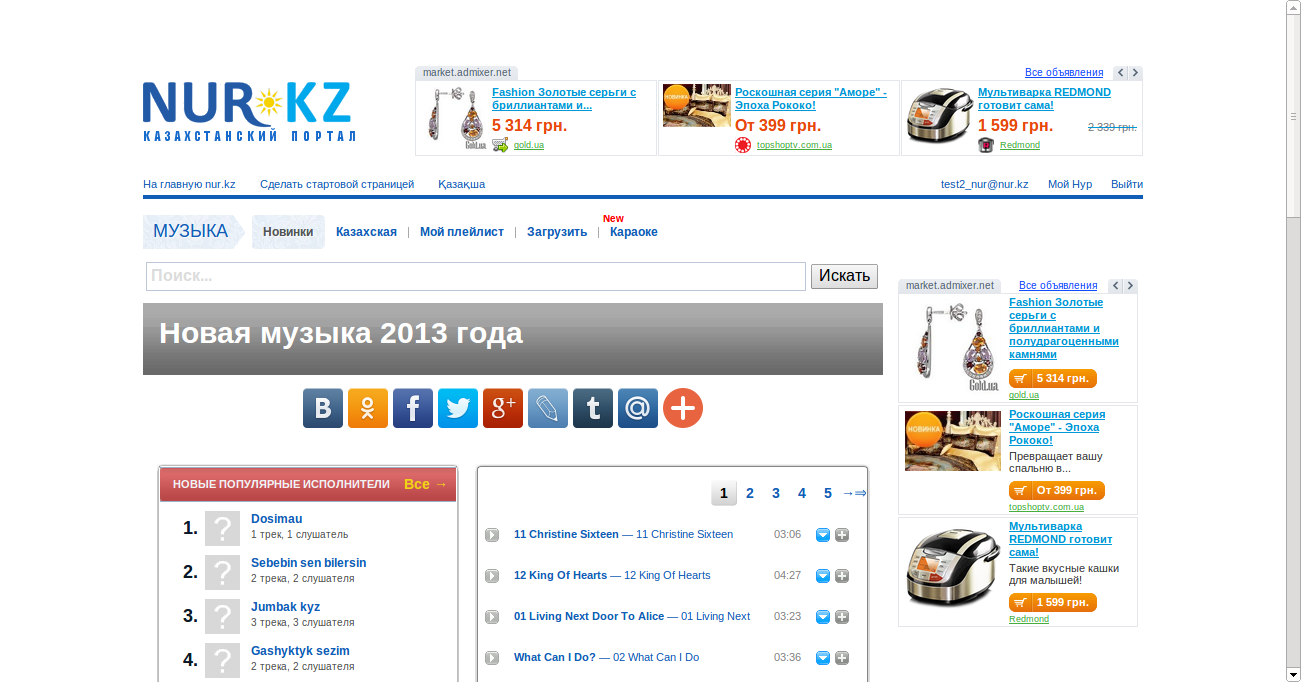 market.admixer.net
Все объявления
NUR KZ
КАЗАХСТАНСКИЙ ПОРТАЛ
Fashion Золотые серьги с
бриллиантами и...
5 314 грн.
gold.ua
Gold.ua
НОВИНКА
Роскошная серия "Аморе" -
Эпоха Рококо!
От 399 грн.
topshoptv.com.ua
Мультиварка REDMOND
готовит сама!
1 599 грн.
2 339 грн.
Redmond
На главную nur.kz
Сделать стартовой страницей
Қазақша
test2_nur@nur.kz
Мой Нур
Выйти
МУЗЫКА
Новинки
Казахская
Мой плейлист
Загрузить
New
Караоке
Поиск...
Искать
Новая музыка 2013 года
НОВЫЕ ПОПУЛЯРНЫЕ ИСПОЛНИТЕЛИ
Все →
1.
Dosimau
1 трек, 1 слушатель
2.
Sebebin sen bilersin
2 трека, 2 слушателя
3.
Jumbak kyz
3 трека, 3 слушателя
4.
Gashyktyk sezim
2 трека, 2 слушателя
1 2 3 4 5 →⇒
11 Christine Sixteen — 11 Christine Sixteen 03:06
12 King Of Hearts — 12 King Of Hearts 04:27
01 Living Next Door To Alice — 01 Living Next 03:23
What Can I Do? — 02 What Can I Do 03:36
market.admixer.net
Все объявления
Fashion Золотые
серьги с
бриллиантами и
полудрагоценными
камнями
5 314 грн.
gold.ua
Gold.ua
НОВИНКА
Роскошная серия
"Аморе" - Эпоха
Рококо!
Превращает вашу
спальню в...
От 399 грн.
topshoptv.com.ua
Мультиварка
REDMOND готовит
сама!
Такие вкусные кашки
для малышей!
1 599 грн.
Redmond